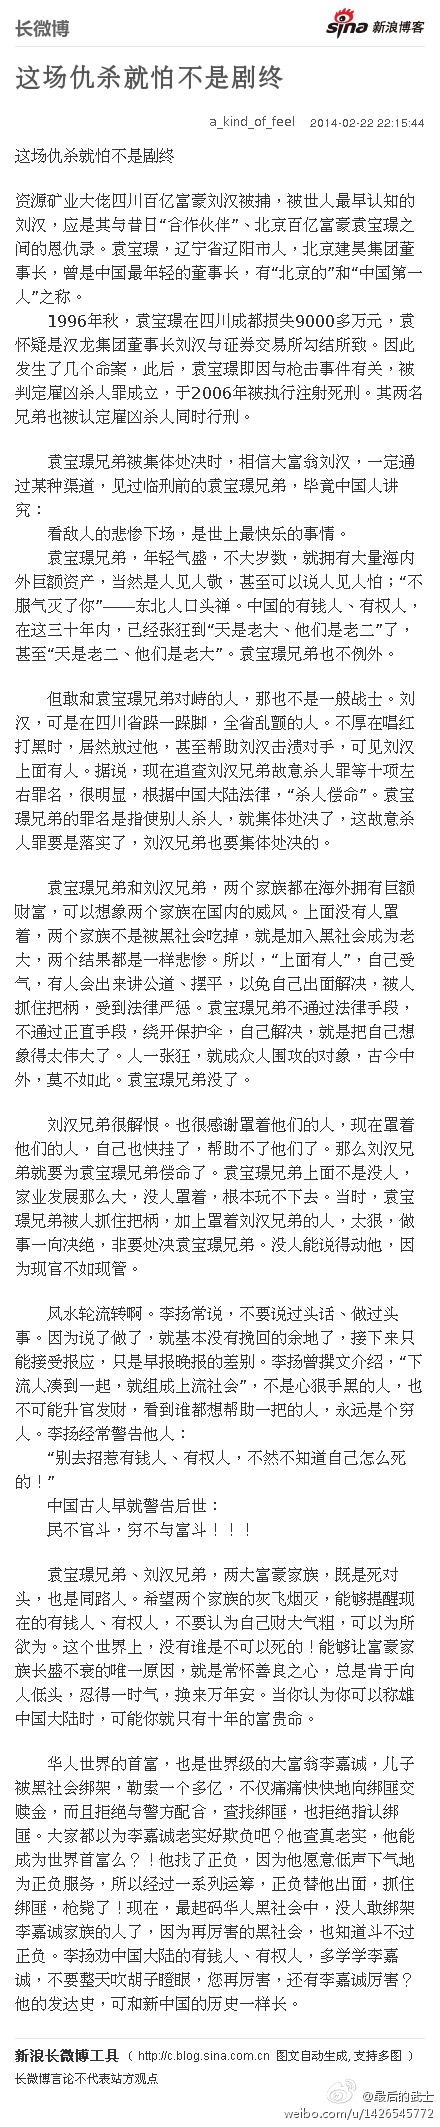 长微博
sina 新浪博客
这场仇杀就怕不是剧终
a_kind_of_feel 2014-02-22 22:15:44
这场仇杀就怕不是剧终
资源矿业大佬四川百亿富豪刘汉被捕，被世人最早认知的
刘汉，应是其与昔日“合作伙伴”、北京百亿富豪袁宝璟之
间的恩仇录。袁宝璟，辽宁省辽阳市人，北京建昊集团董
事长，曾是中国最年轻的董事长，有“北京的”和“中国第一
人”之称。
1996年秋，袁宝璟在四川成都损失9000多万元，袁
怀疑是汉龙集团董事长刘汉与证券交易所勾结所致。因此
发生了几个命案，此后，袁宝璟即因与枪击事件有关，被
判定雇凶杀人罪成立，于2006年被执行注射死刑。其两名
兄弟也被认定雇凶杀人同时行刑。
袁宝璟兄弟被集体处决时，相信大富翁刘汉，一定通
过某种渠道，见过临刑前的袁宝璟兄弟，毕竟中国人讲
究：
看敌人的悲惨下场，是世上最快乐的事情。
袁宝璟兄弟，年轻气盛，不大岁数，就拥有大量海内
外巨额资产，当然是人见人敬，甚至可以说人见人怕；“不
服气灭了你”——东北人口头禅。中国的有钱人、有权人，
在这三十年内，己经张狂到“天是老大、他们是老二”了，
甚至“天是老二、他们是老大”。袁宝璟兄弟也不例外。
但敢和袁宝璟兄弟对峙的人，那也不是一般战士。刘
汉，可是在四川省跺一跺脚，全省乱颤的人。不厚在唱红
打黑时，居然放过他，甚至帮助刘汉击溃对手，可见刘汉
上面有人。据说，现在追查刘汉兄弟故意杀人罪等十项左
右罪名，很明显，根据中国大陆法律，“杀人偿命”。袁宝
璟兄弟的罪名是指使别人杀人，就集体处决了，这故意杀
人罪要是落实了，刘汉兄弟也要集体处决的。
袁宝璟兄弟和刘汉兄弟，两个家族都在海外拥有巨额
财富，可以想象两个家族在国内的威风。上面没有人罩
着，两个家族不是被黑社会吃掉，就是加入黑社会成为老
大，两个结果都是一样悲惨。所以，“上面有人”，自己受
气，有人会出来讲公道、摆平，以免自己出面解决，被人
抓住把柄，受到法律严惩。袁宝璟兄弟不通过法律手段，
不通过正直手段，绕开保护伞，自己解决，就是把自己想
象得太伟大了。人一张狂，就成众人围攻的对象，古今中
外，莫不如此。袁宝璟兄弟没了。
刘汉兄弟很解恨。也很感谢罩着他们的人，现在罩着
他们的人，自己也快挂了，帮助不了他们了。那么刘汉兄
弟就要为袁宝璟兄弟偿命了。袁宝璟兄弟上面不是没人，
家业发展那么大，没人罩着，根本玩不下去。当时，袁宝
璟兄弟被人抓住把柄，加上罩着刘汉兄弟的人，太狠，做
事一向决绝，非要处决袁宝璟兄弟。没人能说得动他，因
为现官不如现管。
风水轮流转啊。李扬常说，不要说过头话、做过头
事。因为说了做了，就基本没有挽回的余地了，接下来只
能接受报应，只是早报晚报的差别。李扬曾撰文介绍，“下
流人凑到一起，就组成上流社会”，不是心狠手黑的人，也
不可能升官发财，看到谁都想帮助一把的人，永远是个穷
人。李扬经常警告他人：
“别去招惹有钱人、有权人，不然不知道自己怎么死
的！”
中国古人早就警告后世：
民不官斗，穷不与富斗！！！
袁宝璟兄弟、刘汉兄弟，两大富豪家族，既是死对
头，也是同路人。希望两个家族的灰飞烟灭，能够提醒现
在的有钱人、有权人，不要认为自己财大气粗，可以为所
欲为。这个世界上，没有谁是不可以死的！能够让富豪家
族长盛不衰的唯一原因，就是常怀善良之心，总是肯于向
人低头，忍得一时气，换来万年安。当你认为你可以称雄
中国大陆时，可能你就只有十年的富贵命。
华人世界的首富，也是世界级的大富翁李嘉诚，儿子
被黑社会绑架，勒索一个多亿，不仅痛痛快快地向绑匪交
赎金，而且拒绝与警方配合，查找绑匪，也拒绝指认绑
匪。大家都以为李嘉诚老实好欺负吧？他查真老实，他能
成为世界首富么？！他找了正负，因为他愿意低声下气地
为正负服务，所以经过一系列运筹，正负替他出面，抓住
绑匪，枪毙了！现在，最起码华人黑社会中，没人敢绑架
李嘉诚家族的人了，因为再厉害的黑社会，也知道斗不过
正负。李扬劝中国大陆的有钱人、有权人，多学学李嘉
诚，不要整天吹胡子瞪眼，您再厉害，还有李嘉诚厉害？
他的发达史，可和新中国的历史一样长。
新浪长微博工具（ http://c.blog.sina.com.cn 图文自动生成, 支持多图 ）
长微博言论不代表站方观点
@最后的武士
weibo.com/u/1426545772